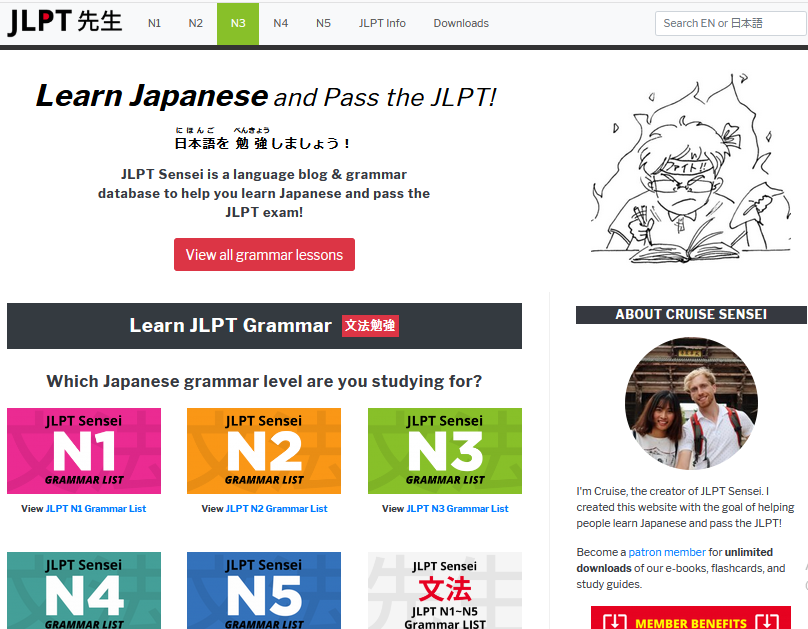 JLPT 先生
N1
N2
N3
N4
N5
JLPT Info
Downloads
Search EN or 日本語
Learn Japanese and Pass the JLPT!
にほんご べんきょう
日本語を 勉強しましょう！
JLPT Sensei is a language blog & grammar
database to help you learn Japanese and pass the
JLPT exam!
View all grammar lessons
ファイト!!
Learn JLPT Grammar 文法勉強
Which Japanese grammar level are you studying for?
JLPT Sensei
N1
GRAMMAR LIST
View JLPT N1 Grammar List
JLPT Sensei
N2
GRAMMAR LIST
View JLPT N2 Grammar List
JLPT Sensei
N3
GRAMMAR LIST
View JLPT N3 Grammar List
JLPT Sensei
N4
GRAMMAR LIST
JLPT Sensei
N5
GRAMMAR LIST
JLPT Sensei
文法
JLPT N1~N5
Grammar LIST
ABOUT CRUISE SENSEI
I'm Cruise, the creator of JLPT Sensei. I
created this website with the goal of helping
people learn Japanese and pass the JLPT!
Become a patron member for unlimited
downloads of our e-books, flashcards, and
study guides.
MEMBER BENEFITS